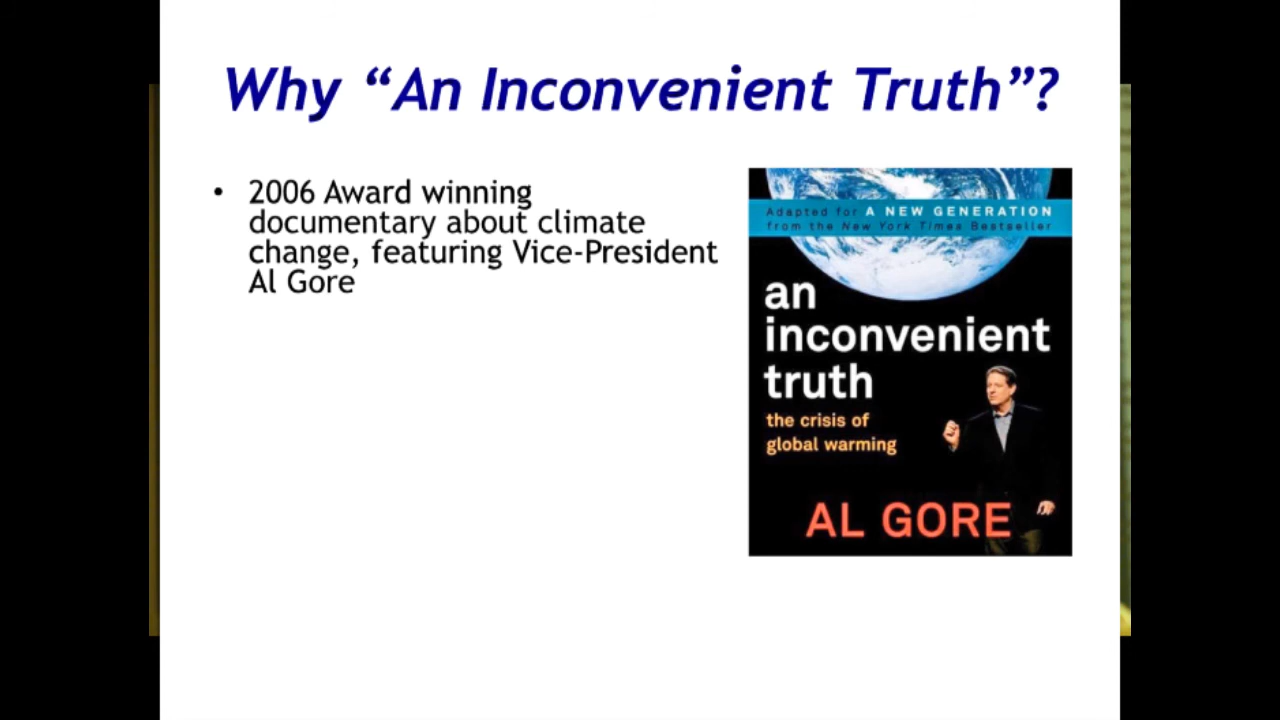 Why “An Inconvenient Truth”?
• 2006 Award winning
documentary about climate
change, featuring Vice-President
Al Gore
Adapted for A NEW GENERATION
from the New York Times Bestseller
an
inconvenient
truth
the crisis of
global warming
AL GORE